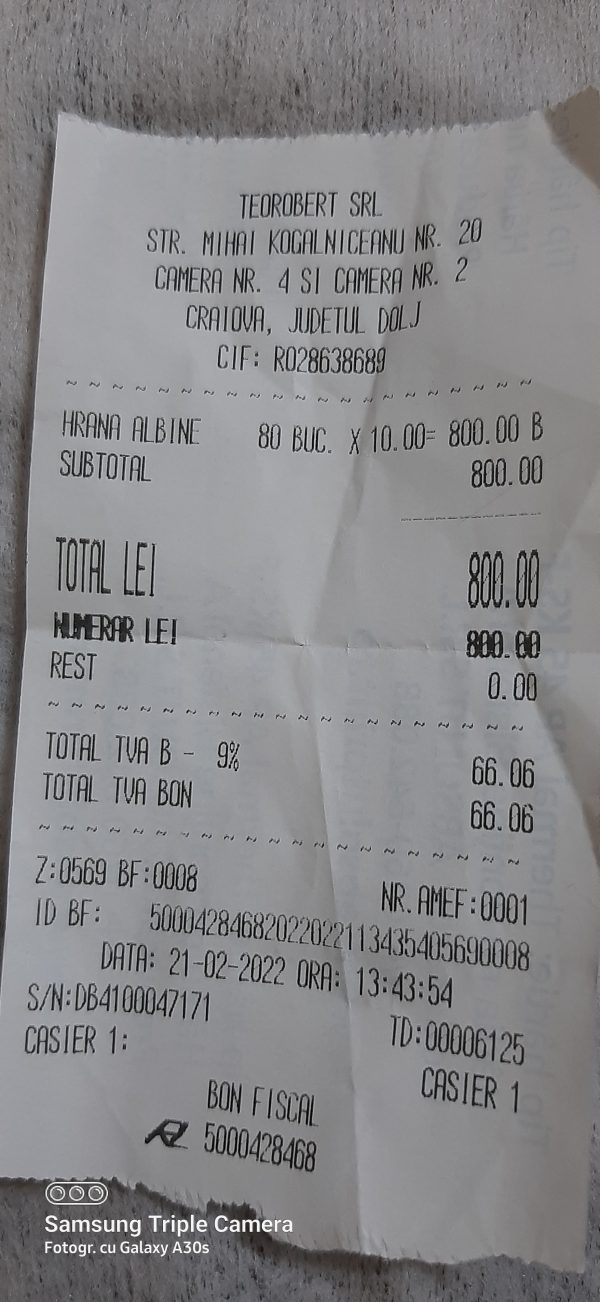 TEOROBERT SRL
STR. MIHAI KOGALNICEANU NR. 20
CAMERA NR. 4 SI CAMERA NR. 2
CRAIOVA, JUDETUL DOLJ
CIF: RO28638689
~ ~ ~ ~ ~ ~ ~ ~ ~ ~ ~ ~ ~ ~ ~ ~ ~ ~ ~ ~ ~ ~ ~ ~
HRANA ALBINE 80 BUC. X 10.00= 800.00 B
SUBTOTAL 800.00
TOTAL LEI 800.00
NUMERAR LEI 800.00
REST 0.00
~ ~ ~ ~ ~ ~ ~ ~ ~ ~ ~ ~ ~ ~ ~ ~ ~ ~ ~ ~ ~ ~ ~ ~
TOTAL TVA B - 9% 66.06
TOTAL TVA BON 66.06
~ ~ ~ ~ ~ ~ ~ ~ ~ ~ ~ ~ ~ ~ ~ ~ ~ ~ ~ ~ ~ ~ ~ ~
Z:0569 BF:0008 NR.AMEF:0001
ID BF: 50004284682022022113435405690008
DATA: 21-02-2022 ORA: 13:43:54
S/N:DB4100047171 TD:00006125
CASIER 1: CASIER 1
BON FISCAL
5000428468
Samsung Triple Camera
Fotogr. cu Galaxy A30s